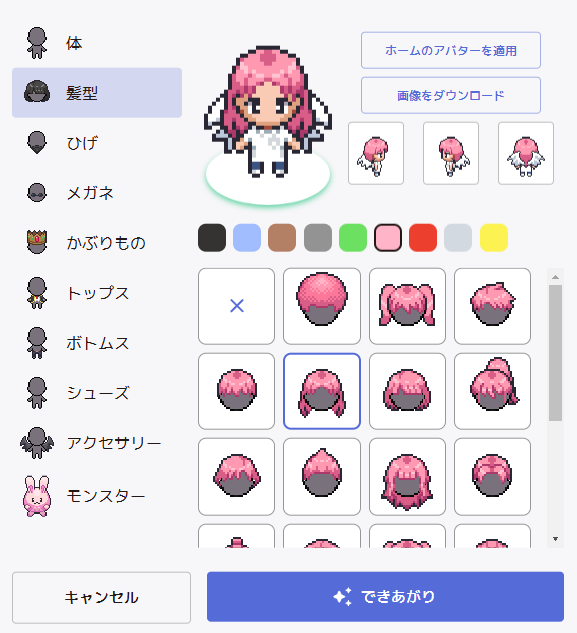 体
髪型
ひげ
メガネ
かぶりもの
トップス
ボトムス
シューズ
アクセサリー
モンスター
ホームのアバターを適用
画像をダウンロード
キャンセル
できあがり